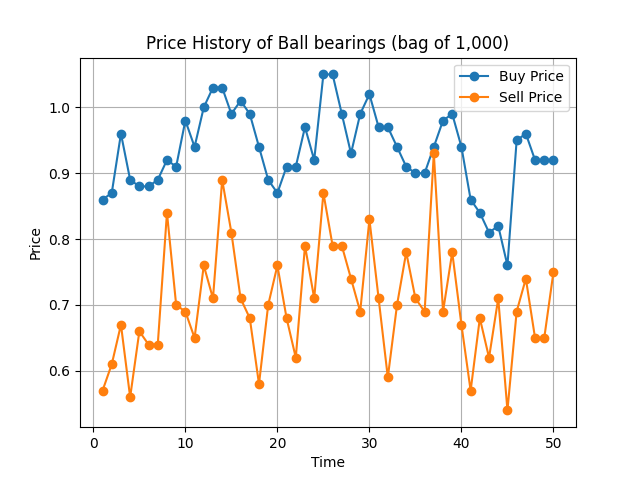 Price History of Ball bearings (bag of 1,000)
Buy Price
Sell Price
1.0
0.9
0.8
0.7
0.6
Price
0 10 20 30 40 50
Time